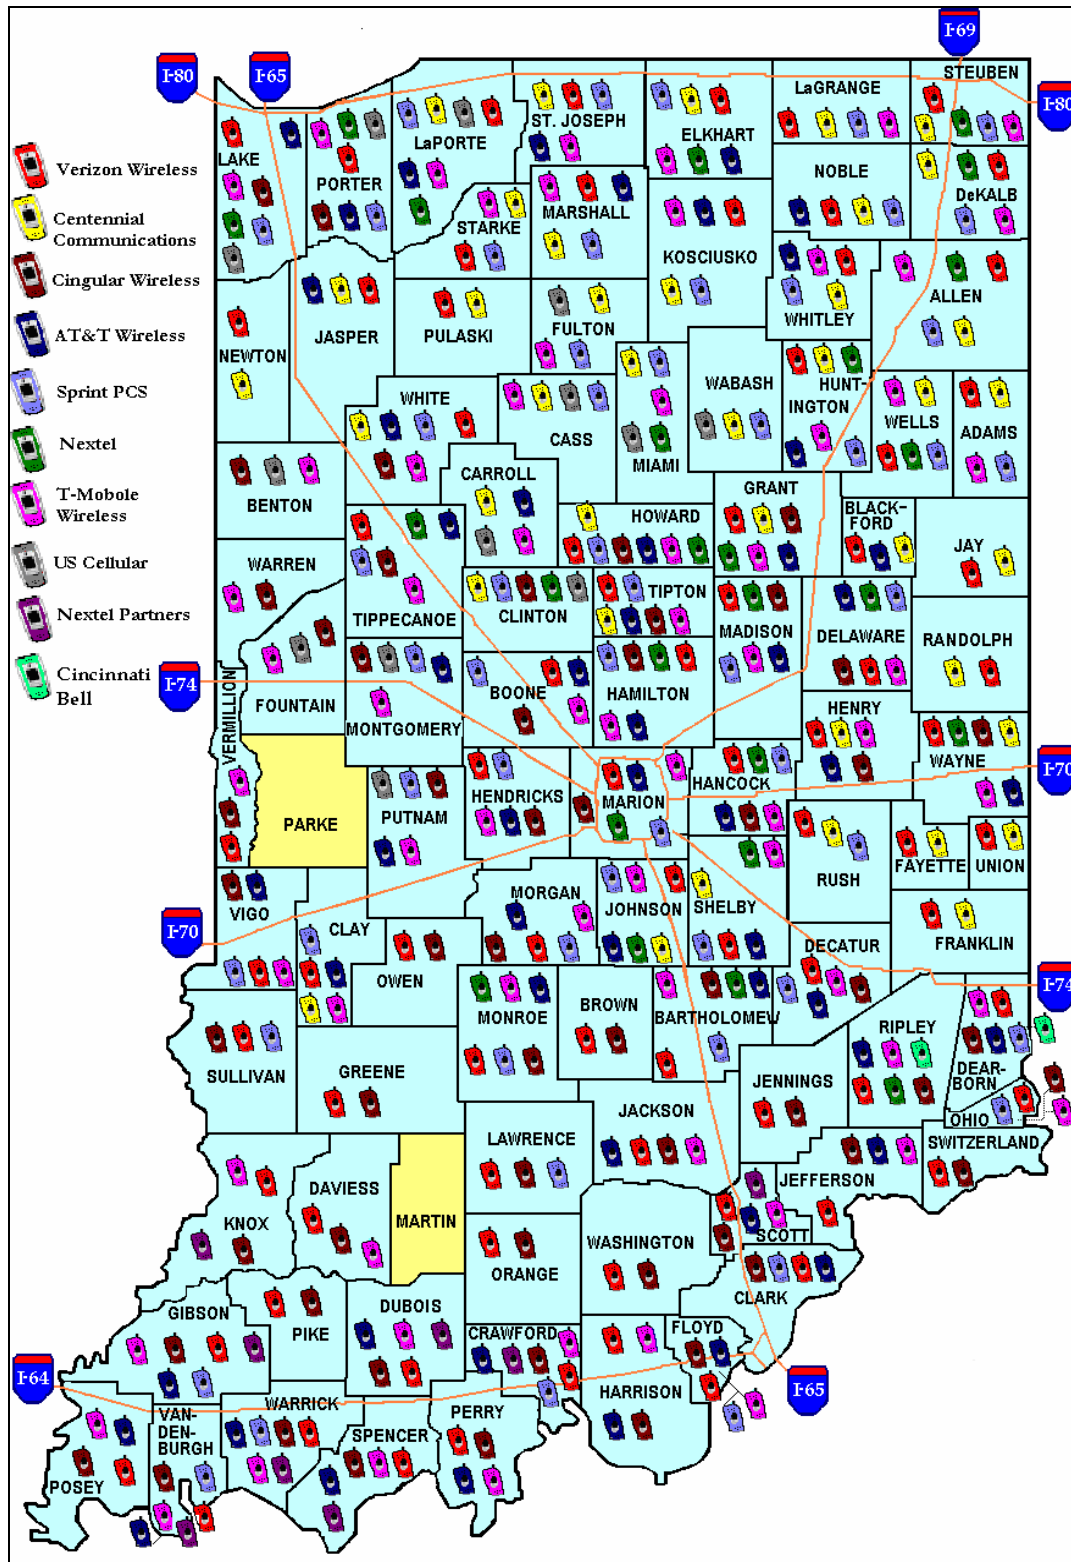 I-69
I-80
I-65
STEUBEN
I-80
LaGRANGE
ST. JOSEPH
ELKHART
LaPORTE
LAKE
PORTER
NOBLE
DeKALB
MARSHALL
STARKE
KOSCIUSKO
ALLEN
WHITLEY
FULTON
JASPER
PULASKI
NEWTON
WABASH
HUNT-
INGTON
WHITE
WELLS
ADAMS
CASS
MIAMI
CARROLL
GRANT
BENTON
BLACK-
FORD
HOWARD
JAY
WARREN
TIPTON
CLINTON
TIPPECANOE
MADISON
DELAWARE
RANDOLPH
I-74
BOONE
HAMILTON
FOUNTAIN
VERMILLION
MONTGOMERY
HENRY
WAYNE
I-70
HANCOCK
HENDRICKS
MARION
PUTNAM
PARKE
FAYETTE
UNION
RUSH
MORGAN
JOHNSON
SHELBY
VIGO
CLAY
I-70
FRANKLIN
DECATUR
OWEN
I-74
BROWN
BARTHOLOMEW
MONROE
RIPLEY
SULLIVAN
GREENE
DEAR-
BORN
JENNINGS
JACKSON
OHIO
LAWRENCE
SWITZERLAND
JEFFERSON
DAVIESS
MARTIN
KNOX
SCOTT
WASHINGTON
ORANGE
CLARK
GIBSON
DUBOIS
PIKE
CRAWFORD
FLOYD
I-64
I-65
HARRISON
WARRICK
PERRY
VAN-
DEN-
BURGH
SPENCER
POSEY
Verizon Wireless
Centennial
Communications
Cingular Wireless
AT&T Wireless
Sprint PCS
Nextel
T-Mobole
Wireless
US Cellular
Nextel Partners
Cincinnati
Bell